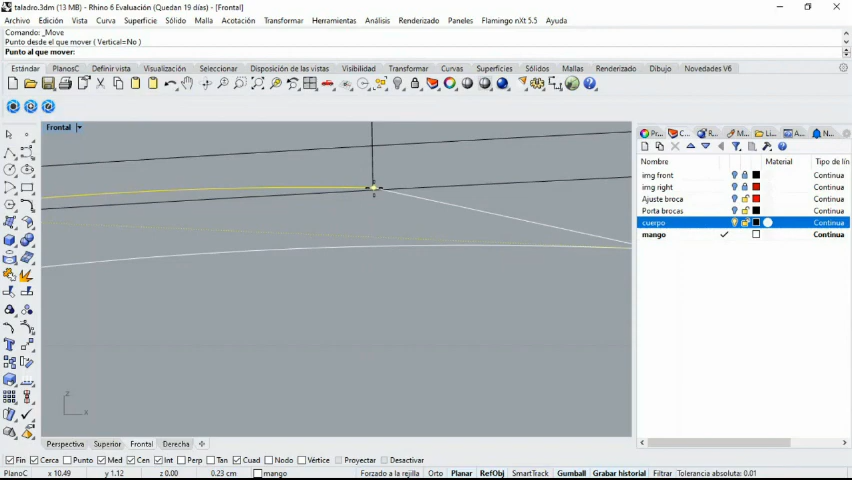 taladro.3dm (13 MB) - Rhino 6 Evaluación (Quedan 19 días) - [Frontal]
Archivo Edición Vista Curva Superficie Sólido Malla Acotación Transformar Herramientas Análisis Renderizado Paneles Flamingo nXt 5.5 Ayuda
Comando: _Move
Punto desde el que mover ( Vertical=No )
Punto al que mover:
Estándar PlanosC Definir vista Visualización Seleccionar Disposición de las vistas Visibilidad Transformar Curvas Superficies Sólidos Mallas Renderizado Dibujo Novedades V6
Frontal
Pr... C... R... M... Li... A... N...
Nombre Material Tipo de lín
img front Continua
img right Continua
Ajuste broca Continua
Porta brocas Continua
cuerpo Continua
mango Continua
z
x
Perspectiva Superior Frontal Derecha
Fin Cerca Punto Med Cen Int Perp Tan Cuad Nodo Vértice Proyectar Desactivar
PlanoC x 10.49 y 1.12 z 0.00 0.23 cm mango Forzado a la rejilla Orto Planar RefObj SmartTrack Gumball Grabar historial Filtrar Tolerancia absoluta: 0.01